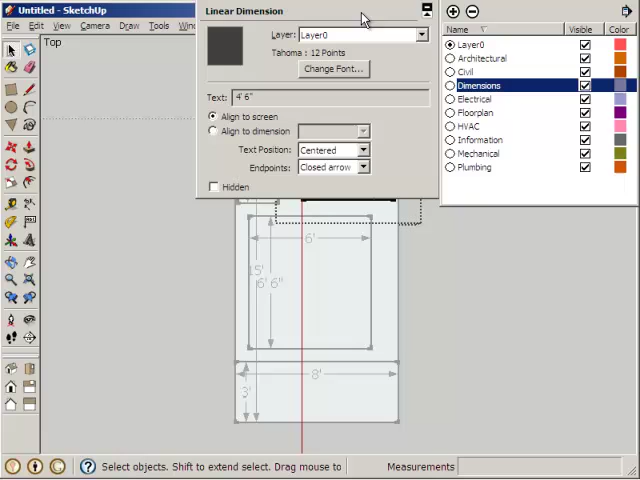 Untitled - SketchUp
File Edit View Camera Draw Tools
Top
Linear Dimension
Layer: Layer0
Tahoma : 12 Points
Change Font...
Text: 4' 6"
Align to screen
Align to dimension
Text Position: Centered
Endpoints: Closed arrow
Hidden
Name Visible Color
Layer0
Architectural
Civil
Dimensions
Electrical
Floorplan
HVAC
Information
Mechanical
Plumbing
6'
15'
6' 6"
8'
3'
Select objects. Shift to extend select. Drag mouse to
Measurements